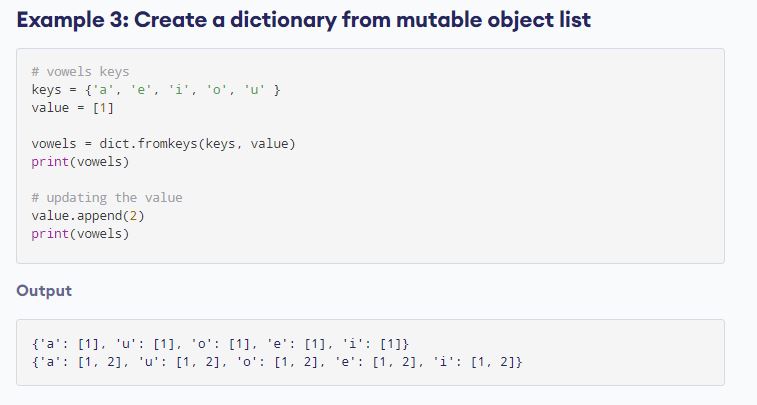 Example 3: Create a dictionary from mutable object list
# vowels keys
keys = {'a', 'e', 'i', 'o', 'u' }
value = [1]
vowels = dict.fromkeys(keys, value)
print(vowels)
# updating the value
value.append(2)
print(vowels)
Output
{'a': [1], 'u': [1], 'o': [1], 'e': [1], 'i': [1]}
{'a': [1, 2], 'u': [1, 2], 'o': [1, 2], 'e': [1, 2], 'i': [1, 2]}